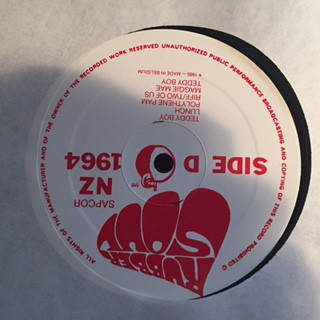 RUBBER
SOUL
SAPCOR
NZ
1964
SIDE D
TEDDY BOY
LUNCH
POLYTHENE PAM
RIFF/TWO OF US
MAGGIE MAE
TEDDY BOY
MADE IN BELGIUM
ALL RIGHTS OF THE MANUFACTURER AND OF THE OWNER OF THE RECORDED WORK RESERVED UNAUTHORIZED PUBLIC PERFORMANCE BROADCASTING AND COPYING OF THIS RECORD PROHIBITED ©